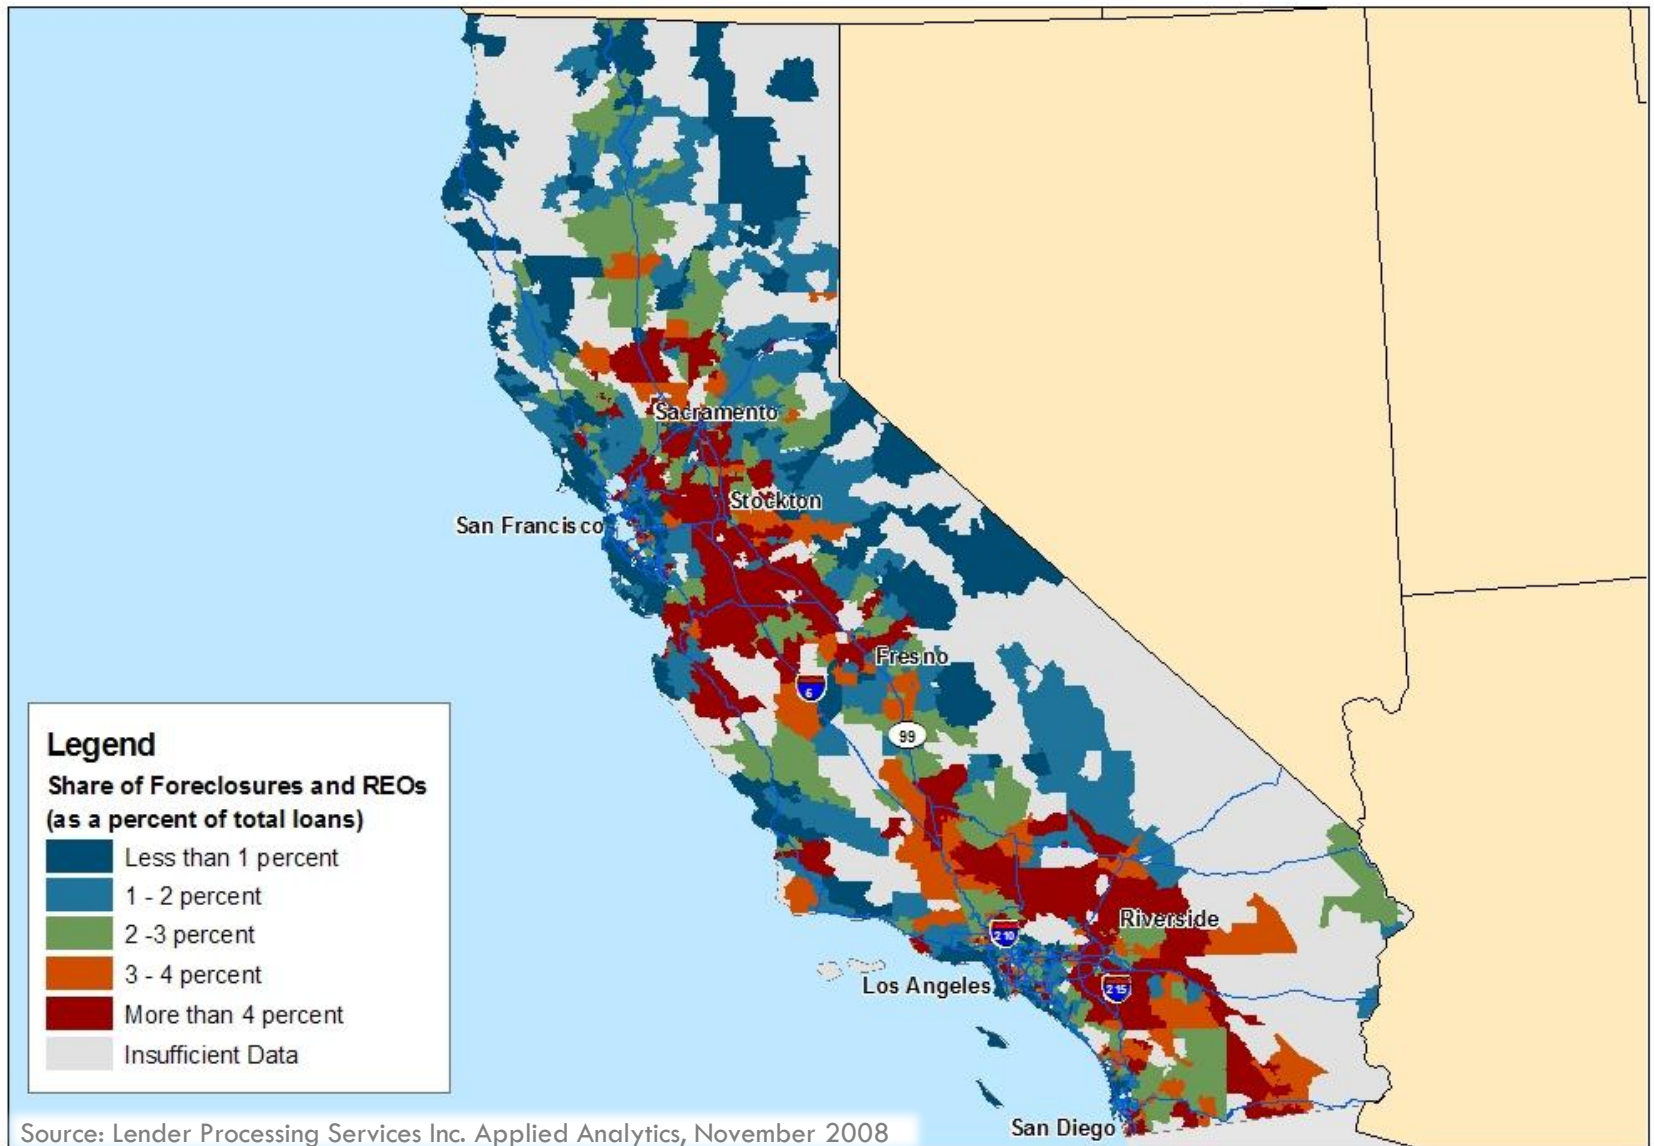 Sacramento
Stockton
San Francisco
Fresno
6
99
Riverside
210
Los Angeles
215
San Diego
Legend
Share of Foreclosures and REOs
(as a percent of total loans)
Less than 1 percent
1 - 2 percent
2 -3 percent
3 - 4 percent
More than 4 percent
Insufficient Data
Source: Lender Processing Services Inc. Applied Analytics, November 2008